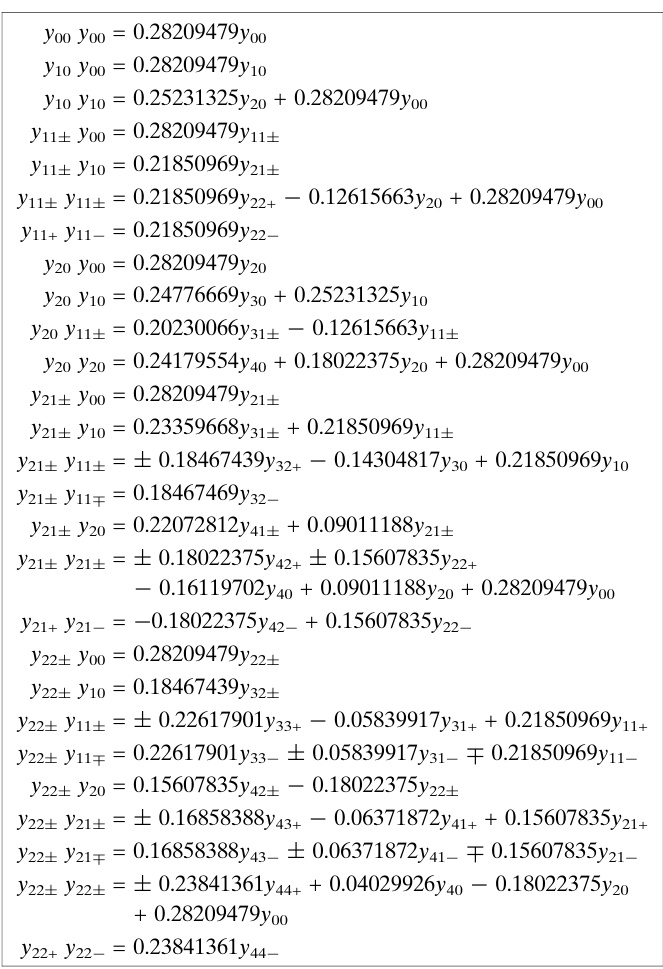 y₀₀ y₀₀ = 0.28209479y₀₀
y₁₀ y₀₀ = 0.28209479y₁₀
y₁₀ y₁₀ = 0.25231325y₂₀ + 0.28209479y₀₀
y₁₁± y₀₀ = 0.28209479y₁₁±
y₁₁± y₁₀ = 0.21850969y₂₁±
y₁₁± y₁₁± = 0.21850969y₂₂₊ − 0.12615663y₂₀ + 0.28209479y₀₀
y₁₁₊ y₁₁₋ = 0.21850969y₂₂₋
y₂₀ y₀₀ = 0.28209479y₂₀
y₂₀ y₁₀ = 0.24776669y₃₀ + 0.25231325y₁₀
y₂₀ y₁₁± = 0.20230066y₃₁± − 0.12615663y₁₁±
y₂₀ y₂₀ = 0.24179554y₄₀ + 0.18022375y₂₀ + 0.28209479y₀₀
y₂₁± y₀₀ = 0.28209479y₂₁±
y₂₁± y₁₀ = 0.23359668y₃₁± + 0.21850969y₁₁±
y₂₁± y₁₁± = ± 0.18467439y₃₂₊ − 0.14304817y₃₀ + 0.21850969y₁₀
y₂₁± y₁₁∓ = 0.18467469y₃₂₋
y₂₁± y₂₀ = 0.22072812y₄₁± + 0.09011188y₂₁±
y₂₁± y₂₁± = ± 0.18022375y₄₂₊ ± 0.15607835y₂₂₊
− 0.16119702y₄₀ + 0.09011188y₂₀ + 0.28209479y₀₀
y₂₁₊ y₂₁₋ = −0.18022375y₄₂₋ + 0.15607835y₂₂₋
y₂₂± y₀₀ = 0.28209479y₂₂±
y₂₂± y₁₀ = 0.18467439y₃₂±
y₂₂± y₁₁± = ± 0.22617901y₃₃₊ − 0.05839917y₃₁₊ + 0.21850969y₁₁₊
y₂₂± y₁₁∓ = 0.22617901y₃₃₋ ± 0.05839917y₃₁₋ ∓ 0.21850969y₁₁₋
y₂₂± y₂₀ = 0.15607835y₄₂± − 0.18022375y₂₂±
y₂₂± y₂₁± = ± 0.16858388y₄₃₊ − 0.06371872y₄₁₊ + 0.15607835y₂₁₊
y₂₂± y₂₁∓ = 0.16858388y₄₃₋ ± 0.06371872y₄₁₋ ∓ 0.15607835y₂₁₋
y₂₂± y₂₂± = ± 0.23841361y₄₄₊ + 0.04029926y₄₀ − 0.18022375y₂₀
+ 0.28209479y₀₀
y₂₂₊ y₂₂₋ = 0.23841361y₄₄₋